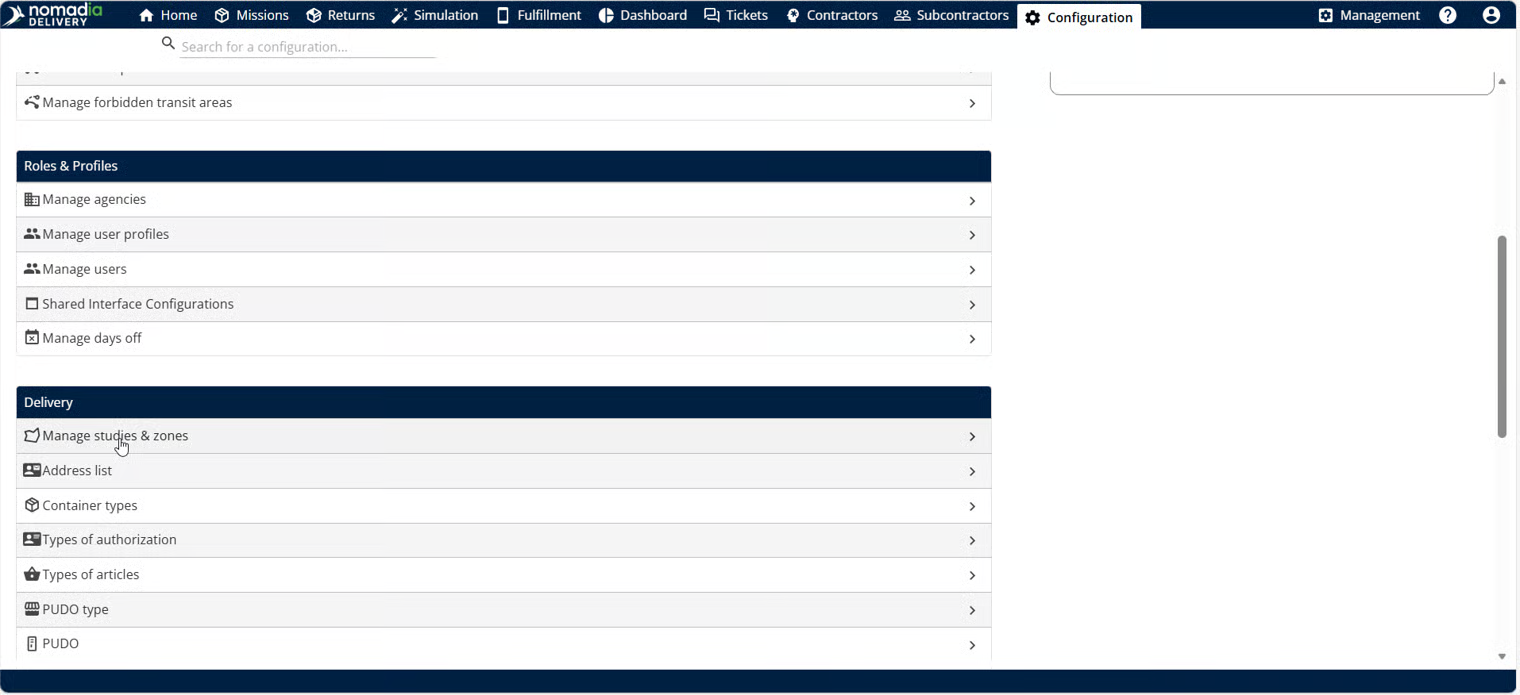 nomadia
DELIVERY
Home
Missions
Returns
Simulation
Fulfillment
Dashboard
Tickets
Contractors
Subcontractors
Configuration
Management
Search for a configuration...
Manage forbidden transit areas
Roles & Profiles
Manage agencies
Manage user profiles
Manage users
Shared Interface Configurations
Manage days off
Delivery
Manage studies & zones
Address list
Container types
Types of authorization
Types of articles
PUDO type
PUDO